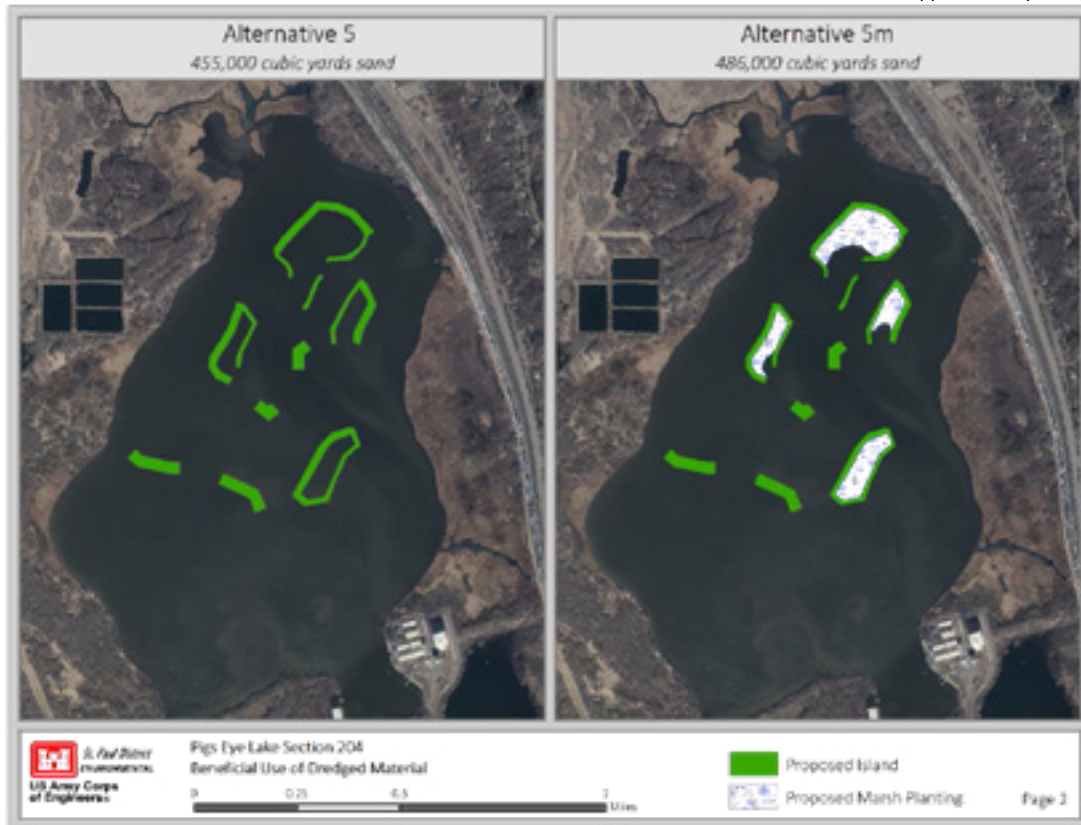 Alternative 5
455,000 cubic yards sand
Alternative 5m
486,000 cubic yards sand
St. Paul District
ENVIRONMENTAL
US Army Corps
of Engineers®
Pigs Eye Lake Section 204
Beneficial Use of Dredged Material
0 0.25 0.5
Miles
Proposed Island
Proposed Marsh Planting
Page 2